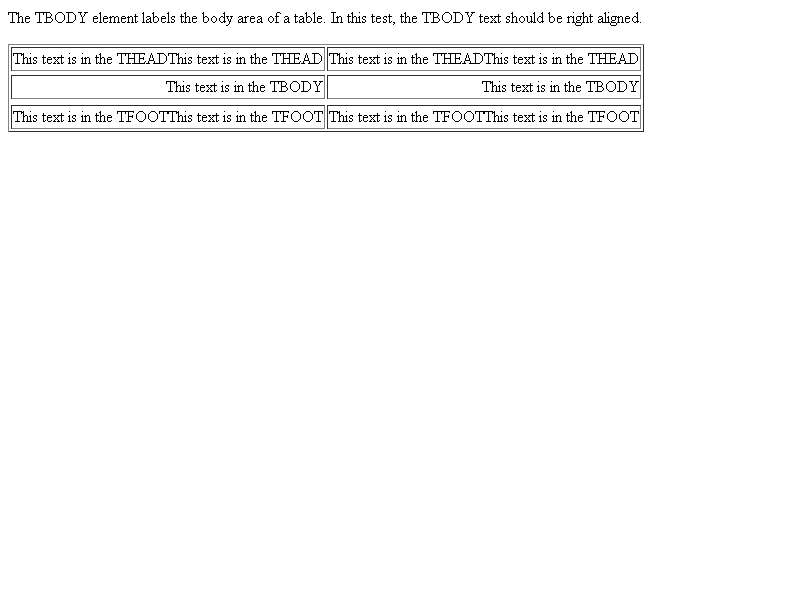 The TBODY element labels the body area of a table. In this test, the TBODY text should be right aligned.
This text is in the THEADThis text is in the THEAD This text is in the THEADThis text is in the THEAD
This text is in the TBODY This text is in the TBODY
This text is in the TFOOTThis text is in the TFOOT This text is in the TFOOTThis text is in the TFOOT